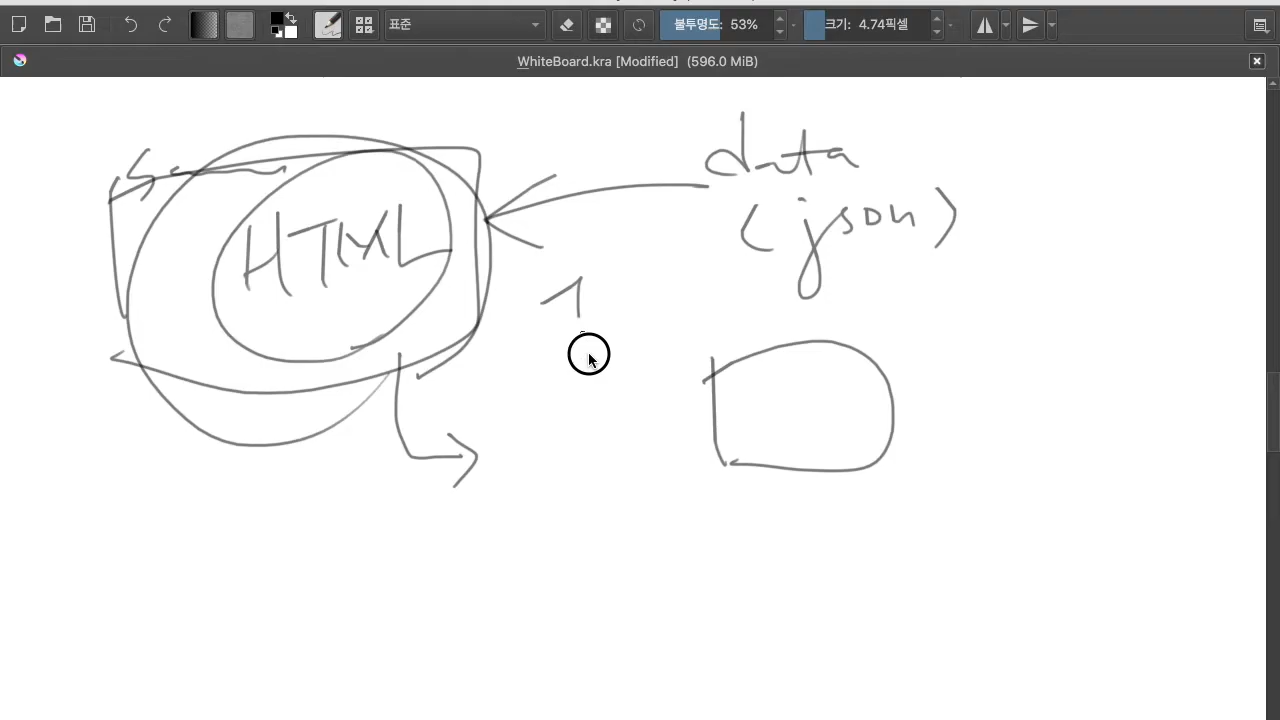 표준
불투명도: 53%
크기: 4.74픽셀
WhiteBoard.kra [Modified] (596.0 MiB)
data
(json)
HTML
1